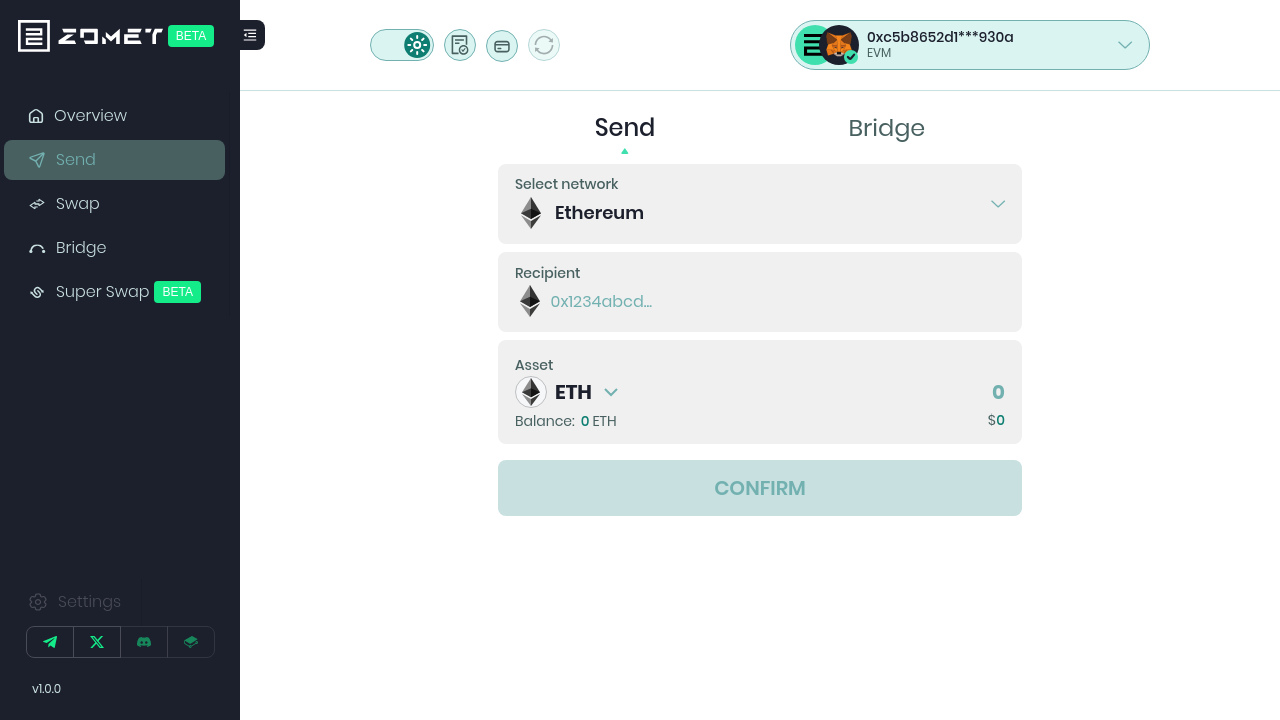 ZOMET BETA
Overview
Send
Swap
Bridge
Super Swap BETA
Settings
v1.0.0
0xc5b8652d1***930a
EVM
Send
Bridge
Select network
Ethereum
Recipient
0x1234abcd...
Asset
ETH
0
Balance: 0 ETH
$0
CONFIRM